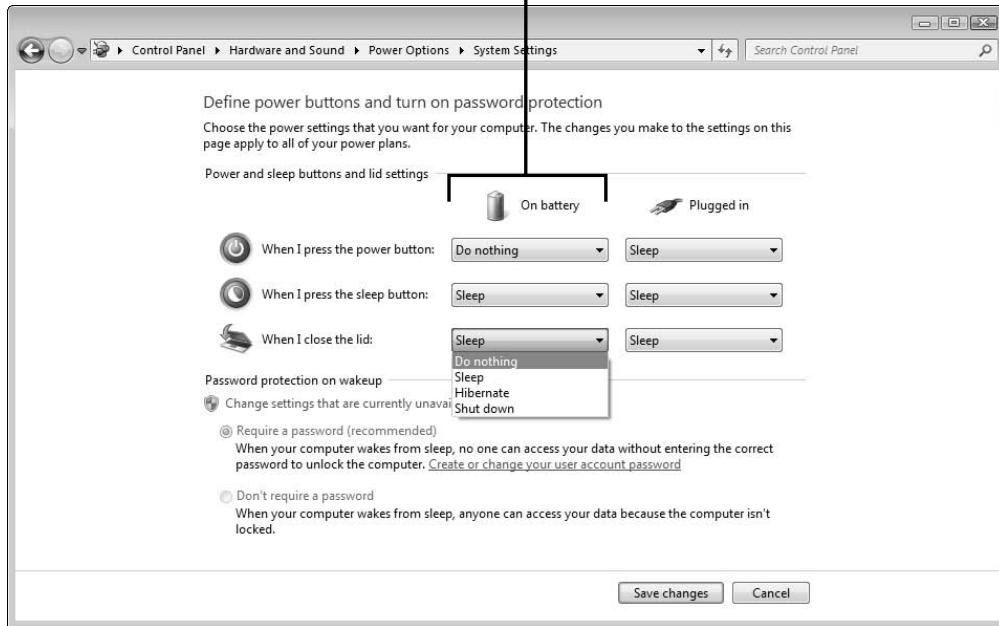 Control Panel Hardware and Sound Power Options System Settings Search Control Panel
Define power buttons and turn on password protection
Choose the power settings that you want for your computer. The changes you make to the settings on this
page apply to all of your power plans.
Power and sleep buttons and lid settings
On battery Plugged in
When I press the power button: Do nothing Sleep
When I press the sleep button: Sleep Sleep
When I close the lid: Sleep Sleep
Do nothing
Sleep
Hibernate
Shut down
Password protection on wakeup
Change settings that are currently unavai
Require a password (recommended)
When your computer wakes from sleep, no one can access your data without entering the correct
password to unlock the computer. Create or change your user account password
Don't require a password
When your computer wakes from sleep, anyone can access your data because the computer isn't
locked.
Save changes Cancel